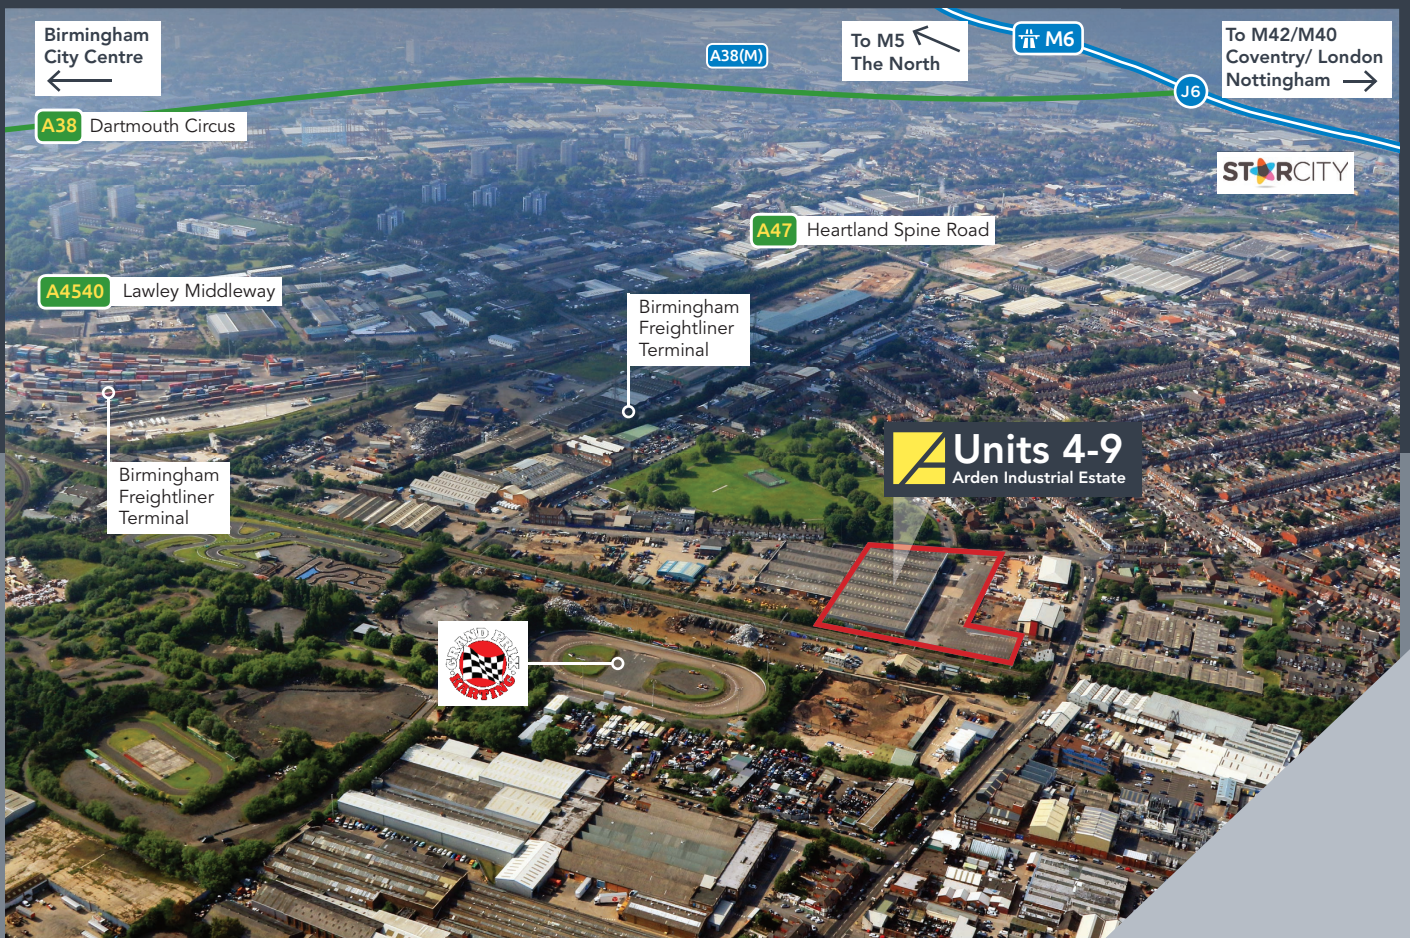 Birmingham
City Centre
A38 Dartmouth Circus
A38(M)
To M5
The North
M6
J6
To M42/M40
Coventry/ London
Nottingham
STARCITY
A47 Heartland Spine Road
A4540 Lawley Middleway
Birmingham
Freightliner
Terminal
Birmingham
Freightliner
Terminal
Units 4-9
Arden Industrial Estate
GRAND PRIX
KARTING